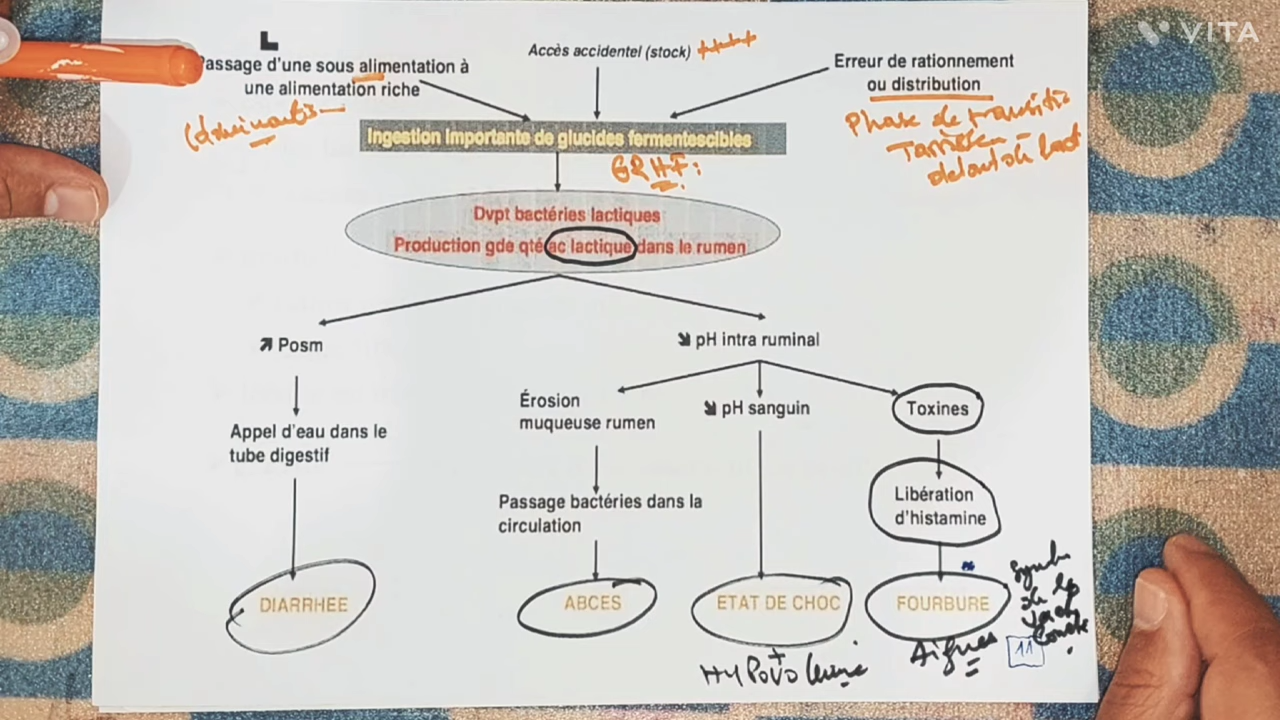 VITA
Passage d'une sous alimentation à
une alimentation riche
Accès accidentel (stock)
Erreur de rationnement
ou distribution
Phase de
Ingestion Importante de glucides fermentescibles
Dvpt bactéries lactiques
Production gde qté ac lactique dans le rumen
↗ Posm
↘ pH intra ruminal
Appel d'eau dans le
tube digestif
Érosion
muqueuse rumen
↘ pH sanguin
Toxines
Passage bactéries dans la
circulation
Libération
d'histamine
DIARRHEE
ABCES
ETAT DE CHOC
FOURBURE
+
Aigues
11